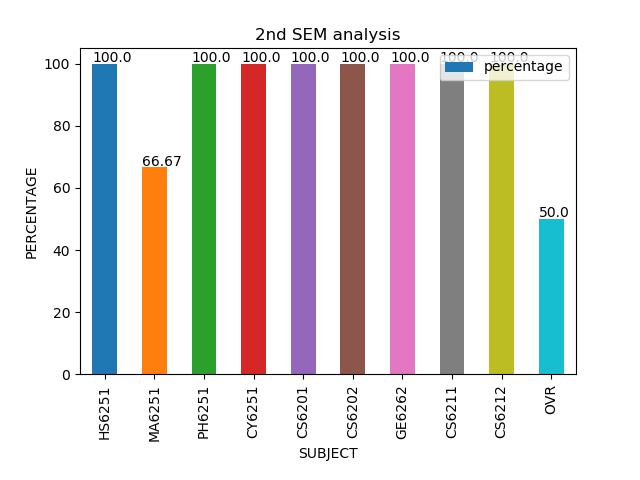 2nd SEM analysis
PERCENTAGE
100
80
60
40
20
0
100.0
66.67
100.0
100.0
100.0
100.0
100.0
100.0
100.0
50.0
percentage
HS6251
MA6251
PH6251
CY6251
CS6201
CS6202
GE6262
CS6211
CS6212
OVR
SUBJECT